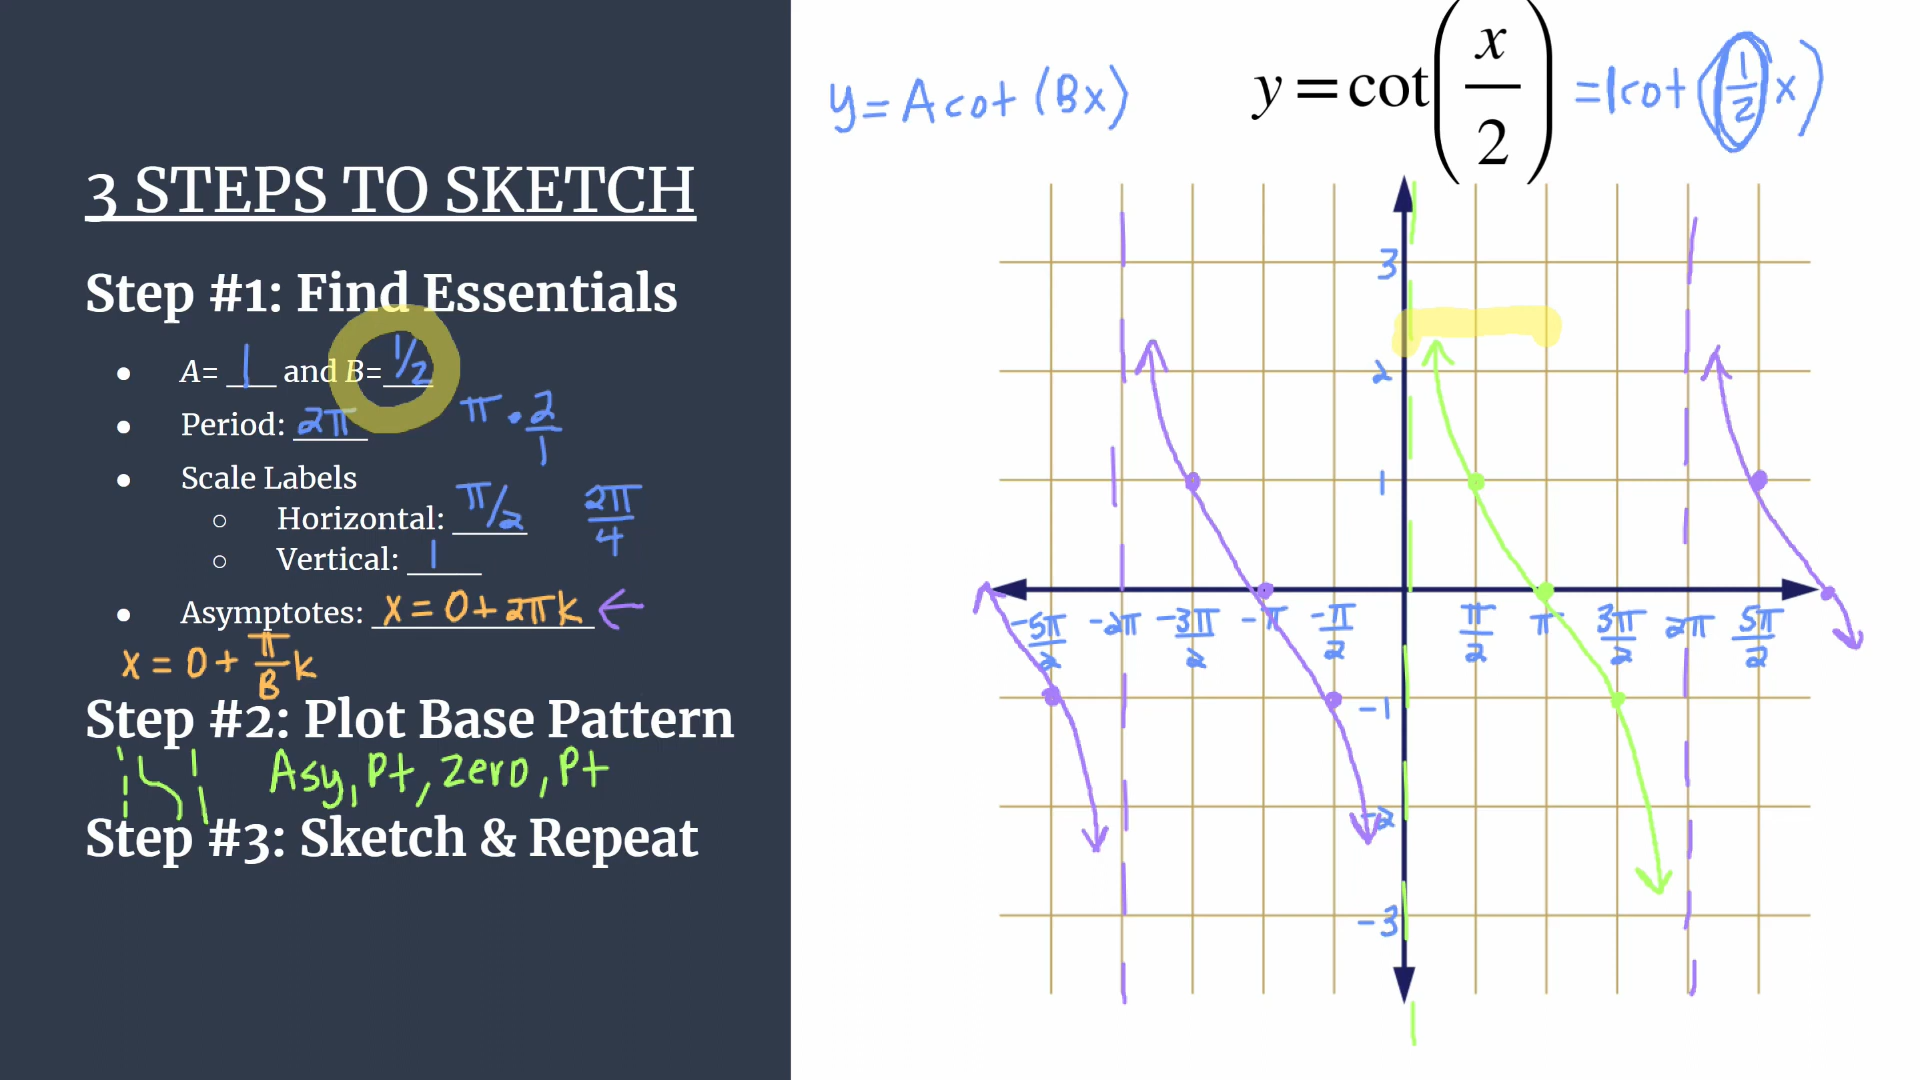 3 STEPS TO SKETCH
Step #1: Find Essentials
● A= 1 and B= 1/2
● Period: 2π π · 2/1
● Scale Labels
○ Horizontal: π/2 2π/4
○ Vertical: 1
● Asymptotes: x = 0 + 2πk ←
x = 0 + π/B k
Step #2: Plot Base Pattern
Asy, Pt, Zero, Pt
Step #3: Sketch & Repeat
y = A cot (Bx)
y = cot(x/2) = 1cot (1/2 x)
3
2
1
-5π/2 -2π -3π/2 -π -π/2 π/2 π 3π/2 2π 5π/2
-1
-2
-3